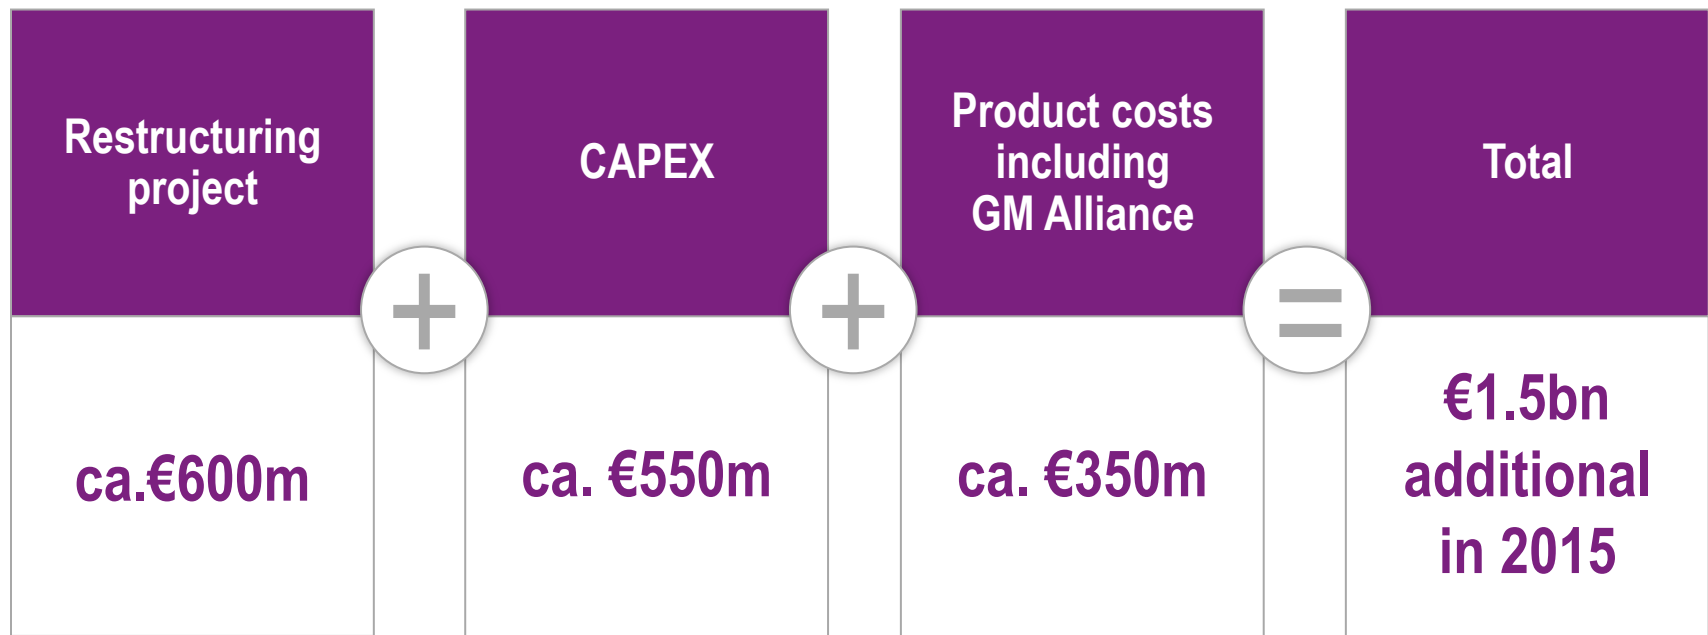 Restructuring
project
ca.€600m
+
CAPEX
ca. €550m
+
Product costs
including
GM Alliance
ca. €350m
=
Total
€1.5bn
additional
in 2015